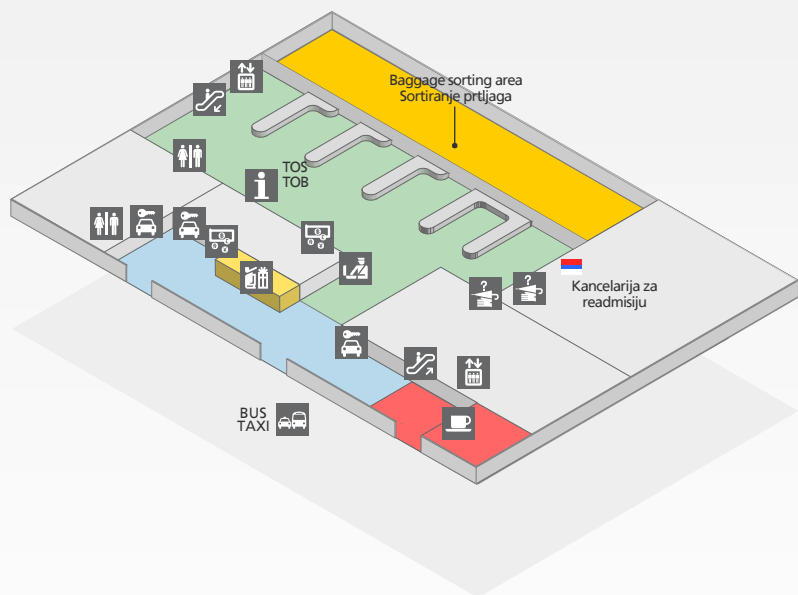 Baggage sorting area
Sortiranje prtljaga
TOS
TOB
Kancelarija za
readmisiju
BUS
TAXI